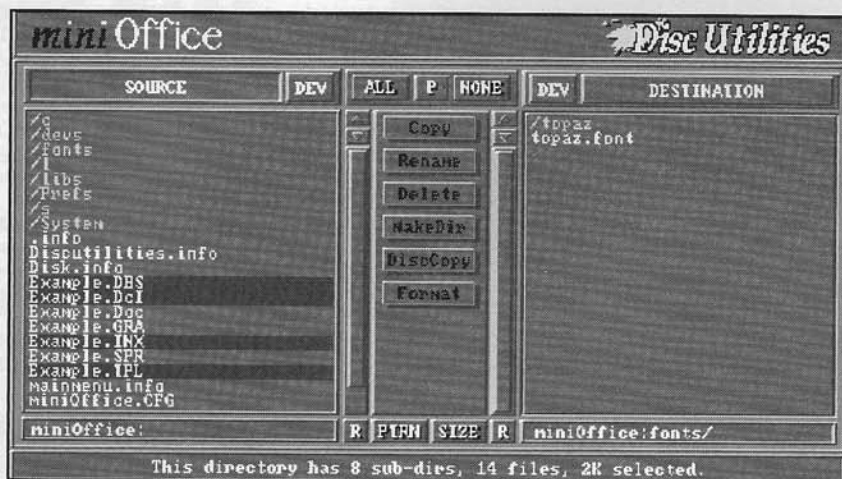 mini Office
Disc Utilities
SOURCE DEV ALL P NONE DEV DESTINATION
/c
/devs
/fonts
/l
/libs
/Prefs
/s
/System
.info
Discutilities.info
Disk.info
Example.DBS
Example.DcI
Example.Doc
Example.GRA
Example.INX
Example.SPR
Example.TPL
mainmenu.info
miniOffice.CFG
Copy
Rename
Delete
MakeDir
DiscCopy
Format
/topaz
topaz.font
miniOffice: R PTRN SIZE R miniOffice:fonts/
This directory has 8 sub-dirs, 14 files, 2K selected.